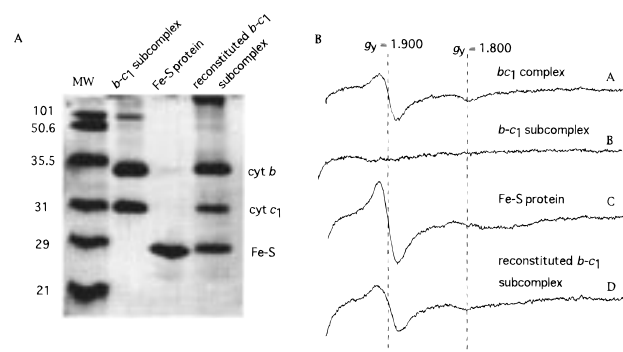 A
MW
b-c1 subcomplex
Fe-S protein
reconstituted b-c1
subcomplex
101
50.6
35.5
31
29
21
cyt b
cyt c1
Fe-S
B
gy = 1.900
gy = 1.800
bc1 complex
A
b-c1 subcomplex
B
Fe-S protein
C
reconstituted b-c1
subcomplex
D